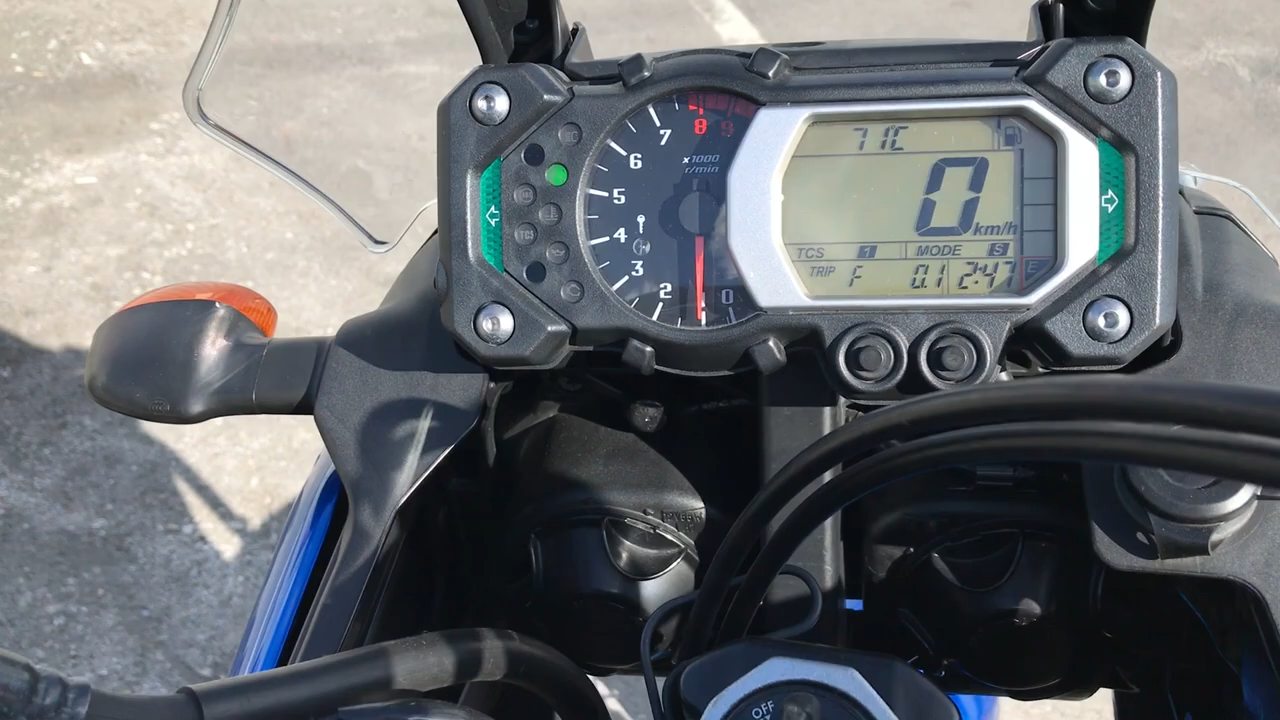 8
9
7
6
5
4
3
2
0
x1000
r/min
TCS
71°C
0
km/h
TCS 1 MODE S
TRIP F 0.1 2:47
E
OFF